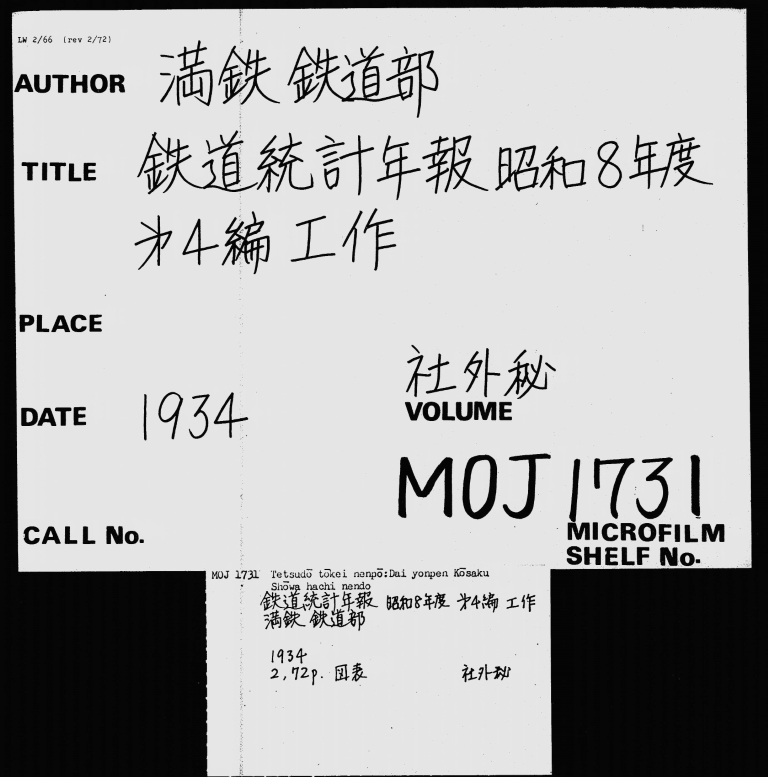 LW 2/66 (rev 2/72)
AUTHOR 満鉄 鉄道部
TITLE 鉄道統計年報 昭和8年度
才4編 工作
PLACE
社外秘
DATE 1934 VOLUME
MOJ 1731
CALL No. MICROFILM
SHELF No.
MOJ 1731 Tetsudō tōkei nenpō:Dai yonpen Kōsaku
Shōwa hachi nendo
鉄道統計年報 昭和8年度 才4編 工作
満鉄 鉄道部
1934
2,72p. 図表 社外秘